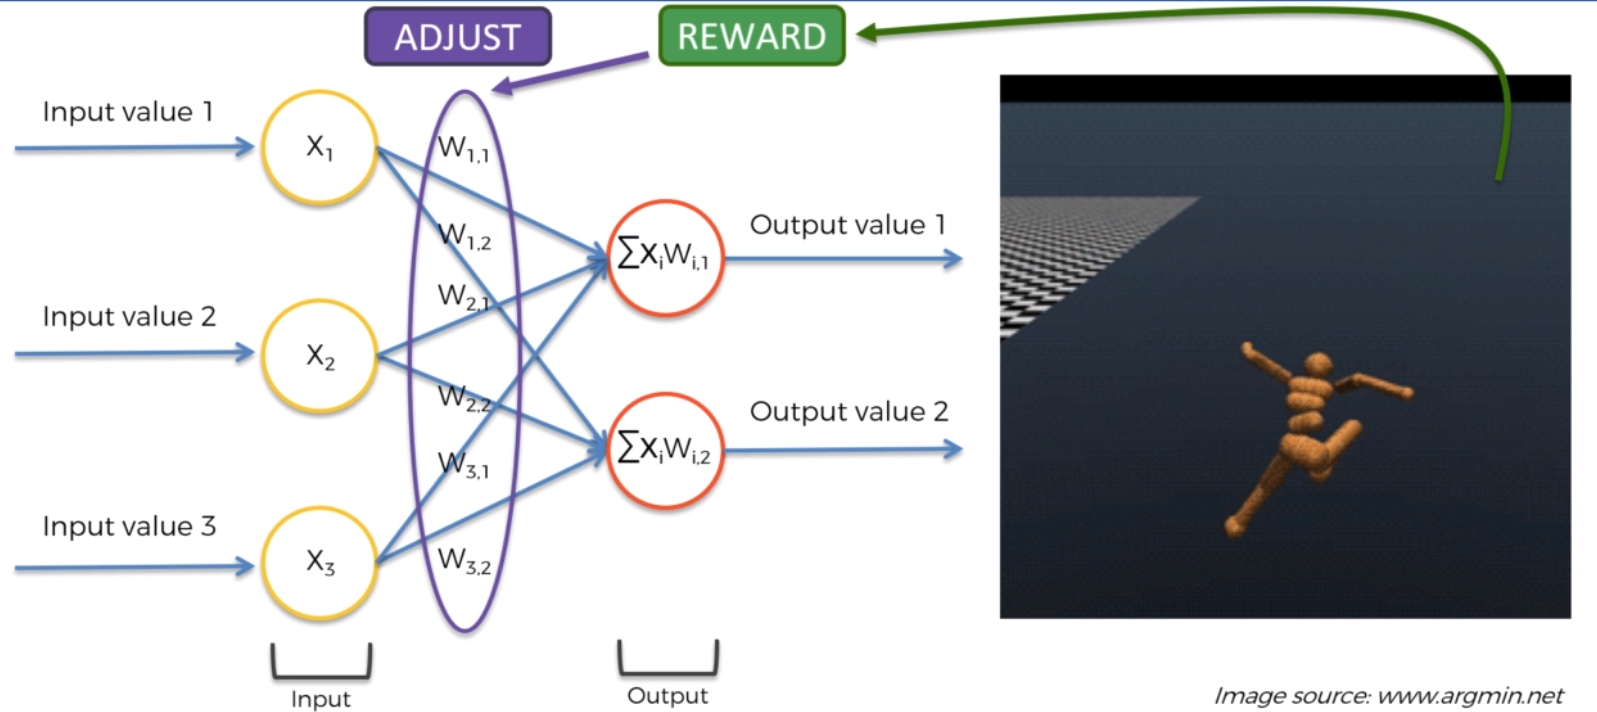 ADJUST
REWARD
Input value 1
X1
W1,1
W1,2
∑XiWi,1
Output value 1
Input value 2
X2
W2,1
W2,2
∑XiWi,2
Output value 2
Input value 3
X3
W3,1
W3,2
Input
Output
Image source: www.argmin.net